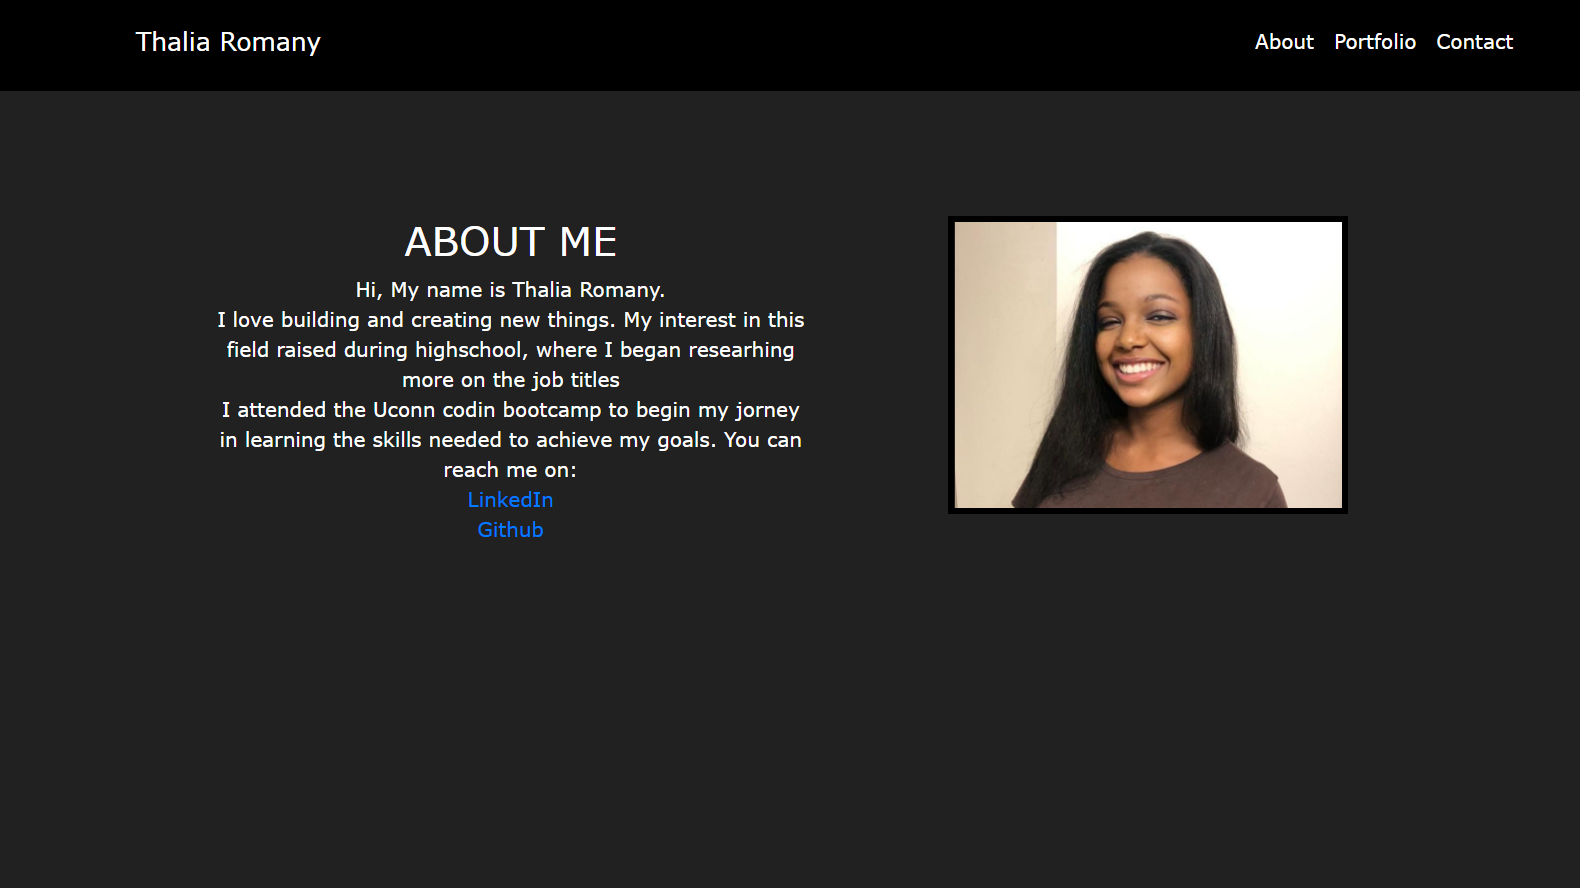 Thalia Romany
About Portfolio Contact
ABOUT ME
Hi, My name is Thalia Romany.
I love building and creating new things. My interest in this
field raised during highschool, where I began researhing
more on the job titles
I attended the Uconn codin bootcamp to begin my jorney
in learning the skills needed to achieve my goals. You can
reach me on:
LinkedIn
Github